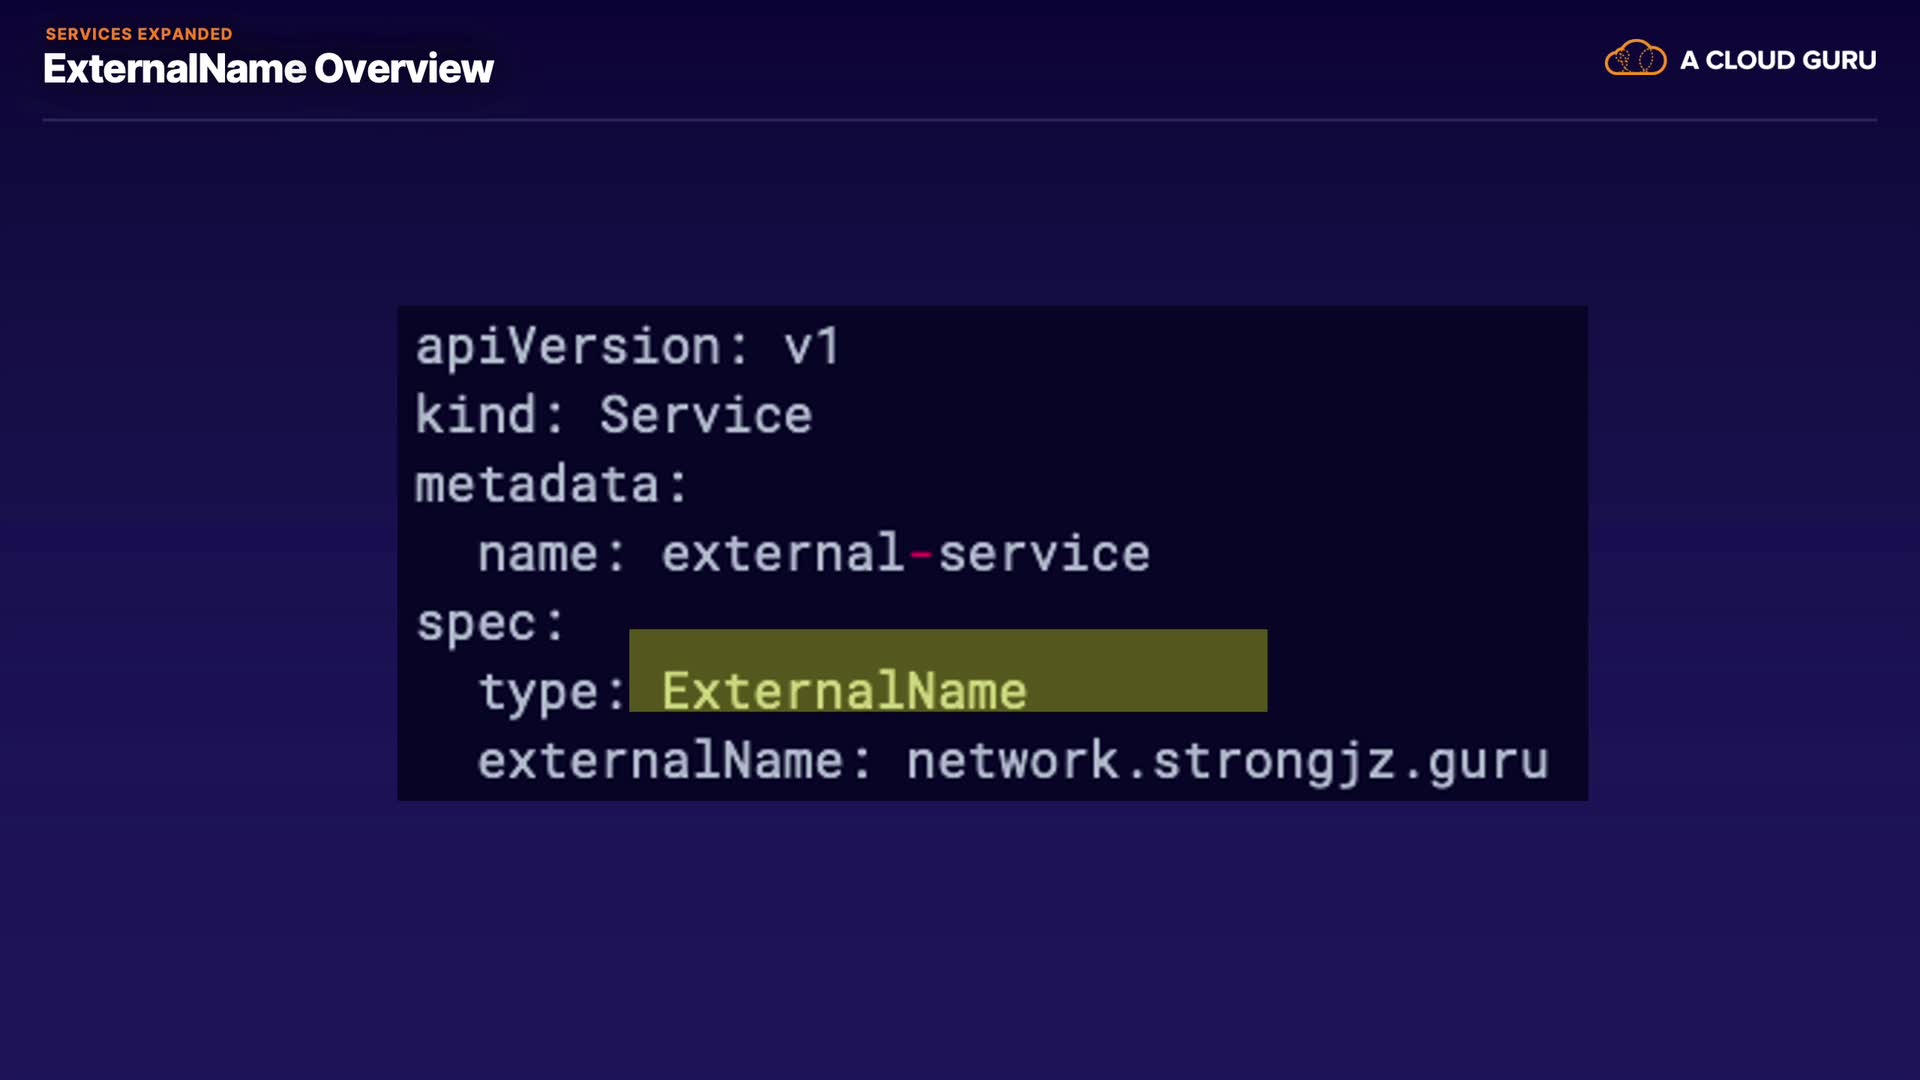 SERVICES EXPANDED
ExternalName Overview
A CLOUD GURU
apiVersion: v1
kind: Service
metadata:
  name: external-service
spec:
  type: ExternalName
  externalName: network.strongjz.guru